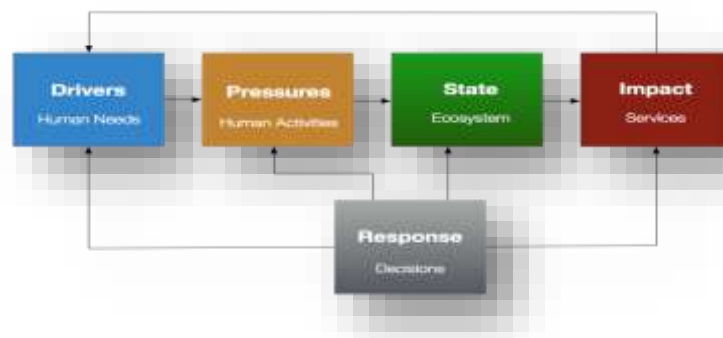 Drivers
Human Needs
Pressures
Human Activities
State
Ecosystem
Impact
Services
Response
Decisions